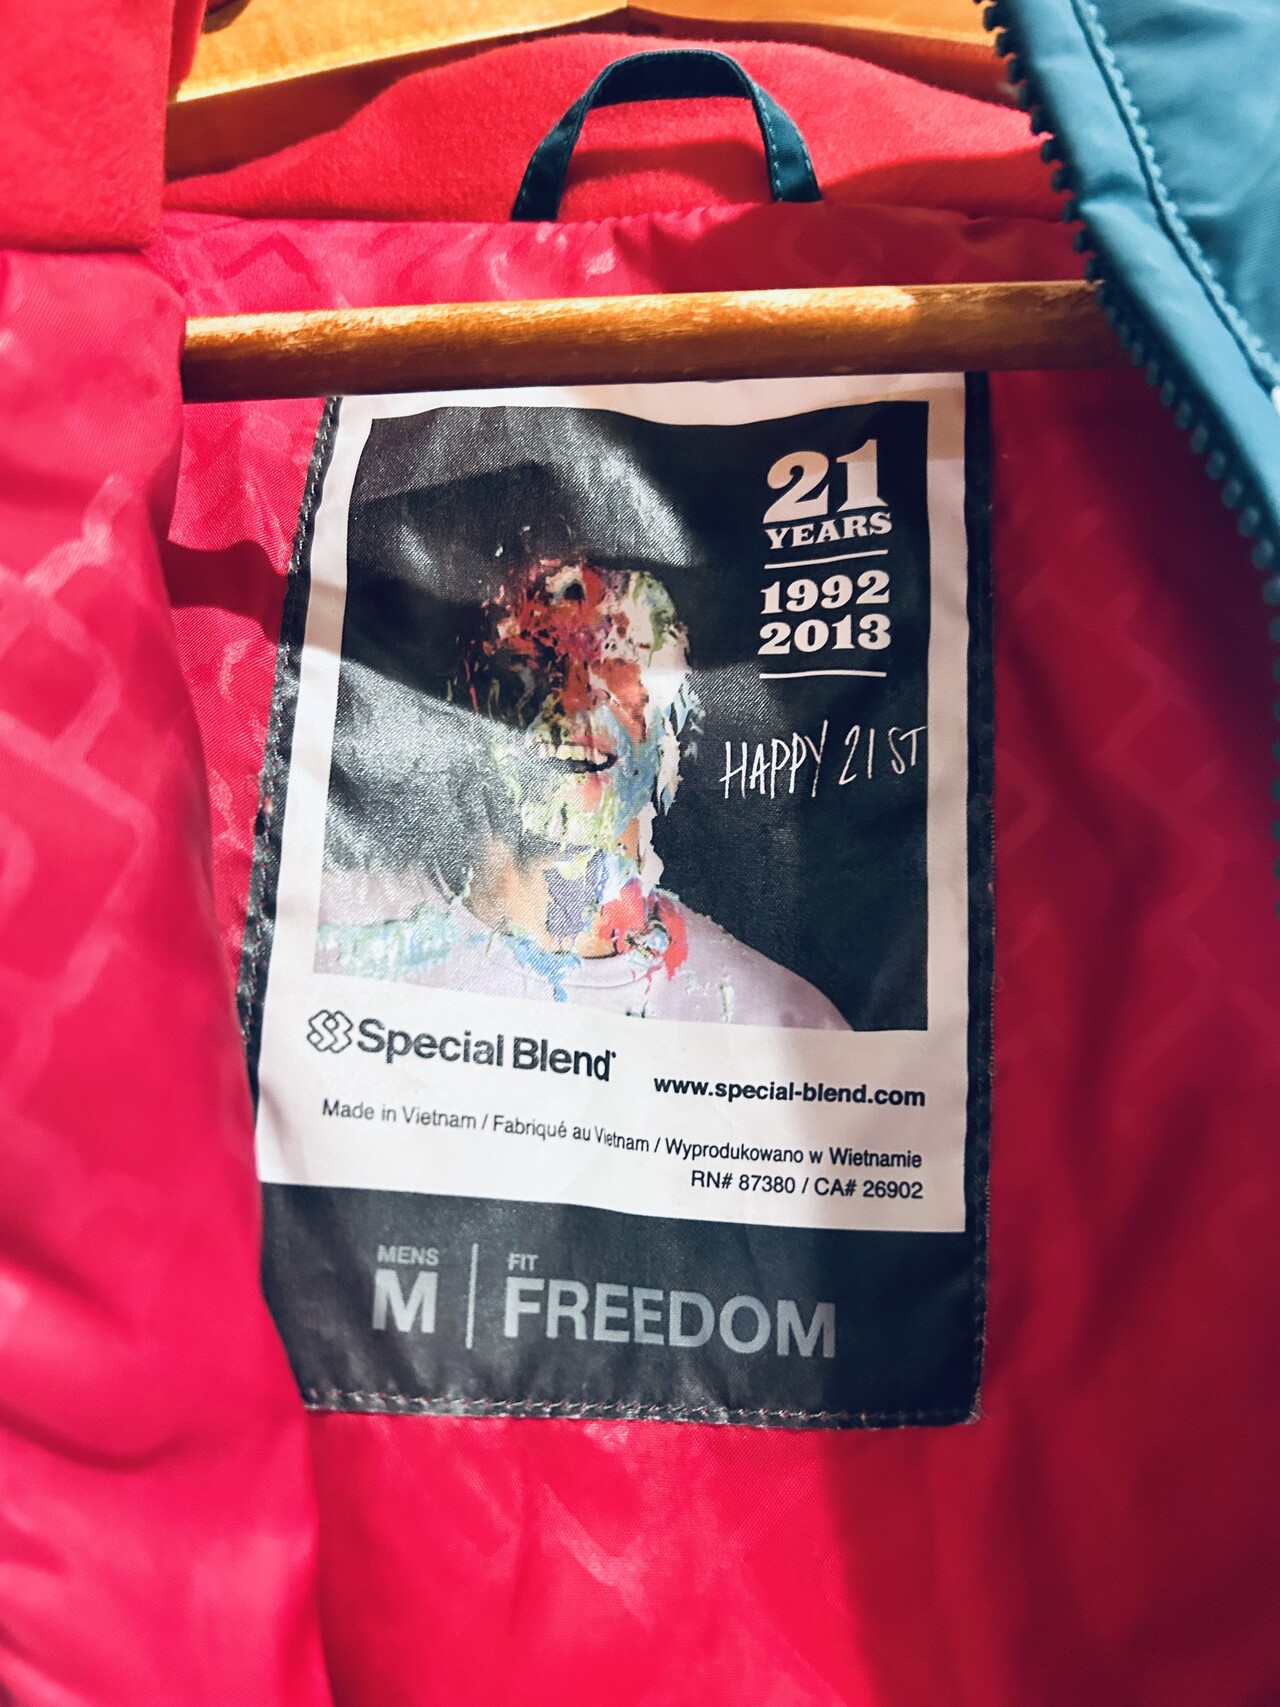 21
YEARS
1992
2013
HAPPY 21ST
Special Blend
www.special-blend.com
Made in Vietnam / Fabriqué au Vietnam / Wyprodukowano w Wietnamie
RN# 87380 / CA# 26902
MENS
M
FIT
FREEDOM